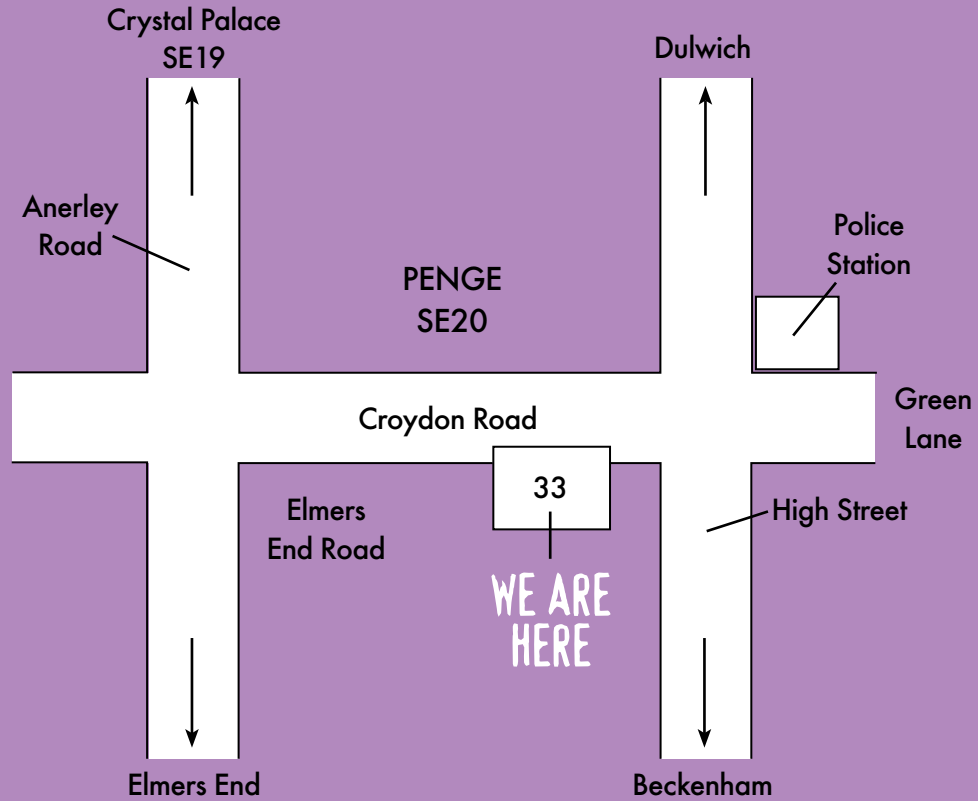 Crystal Palace
SE19
Dulwich
Anerley
Road
Police
Station
PENGE
SE20
Croydon Road
Green
Lane
33
Elmers
End Road
High Street
WE ARE
HERE
Elmers End
Beckenham